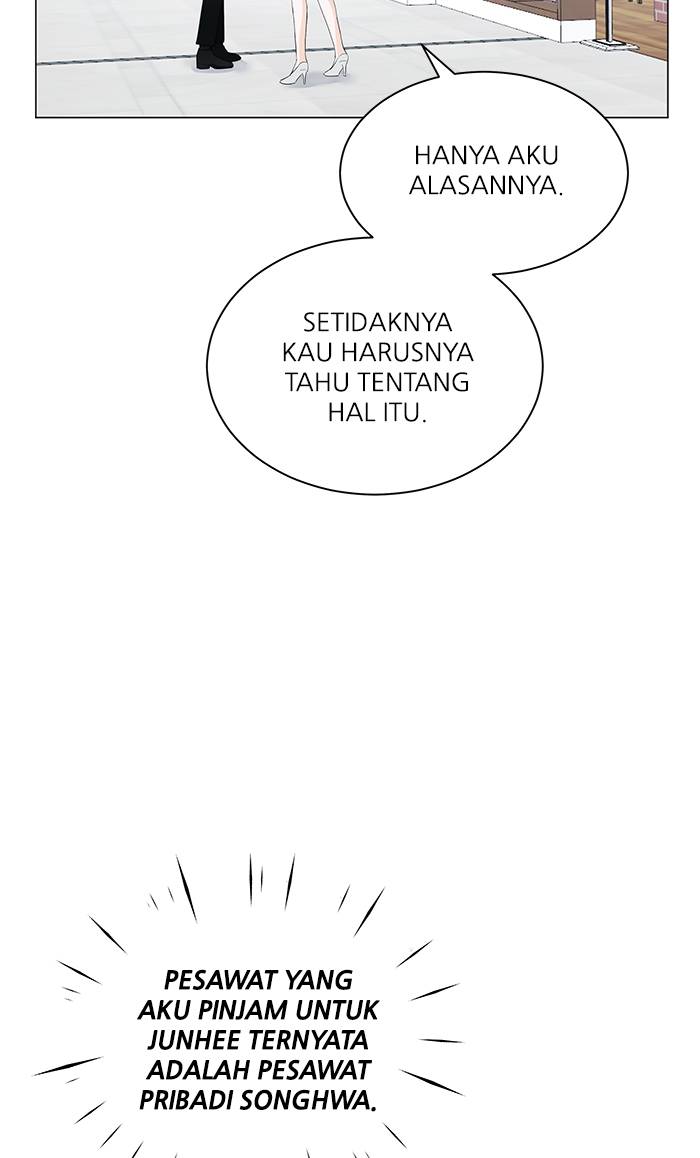 HANYA AKU
ALASANNYA.
SETIDAKNYA
KAU HARUSNYA
TAHU TENTANG
HAL ITU.
PESAWAT YANG
AKU PINJAM UNTUK
JUNHEE TERNYATA
ADALAH PESAWAT
PRIBADI SONGHWA.